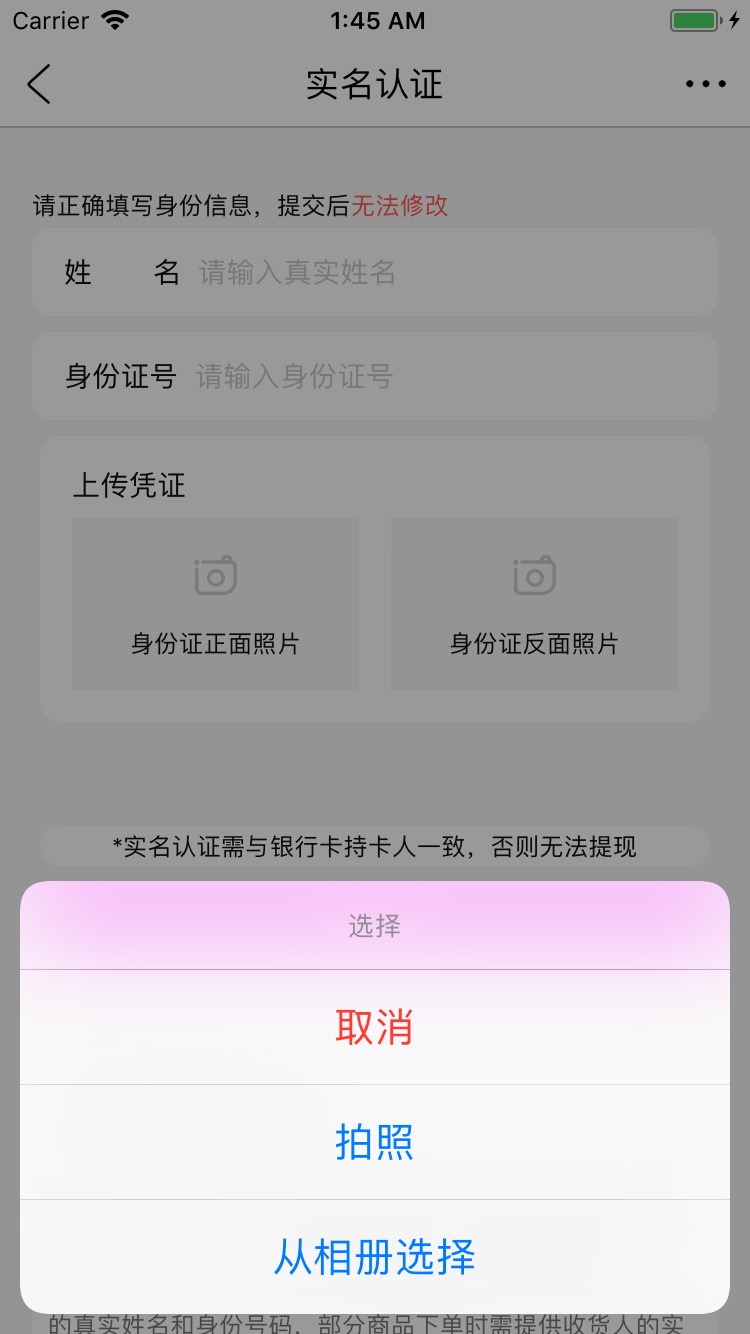 Carrier 1:45 AM
实名认证
请正确填写身份信息，提交后无法修改
姓 名 请输入真实姓名
身份证号 请输入身份证号
上传凭证
身份证正面照片 身份证反面照片
*实名认证需与银行卡持卡人一致，否则无法提现
选择
取消
拍照
从相册选择
的真实姓名和身份号码，部分商品下单时需提供收货人的实